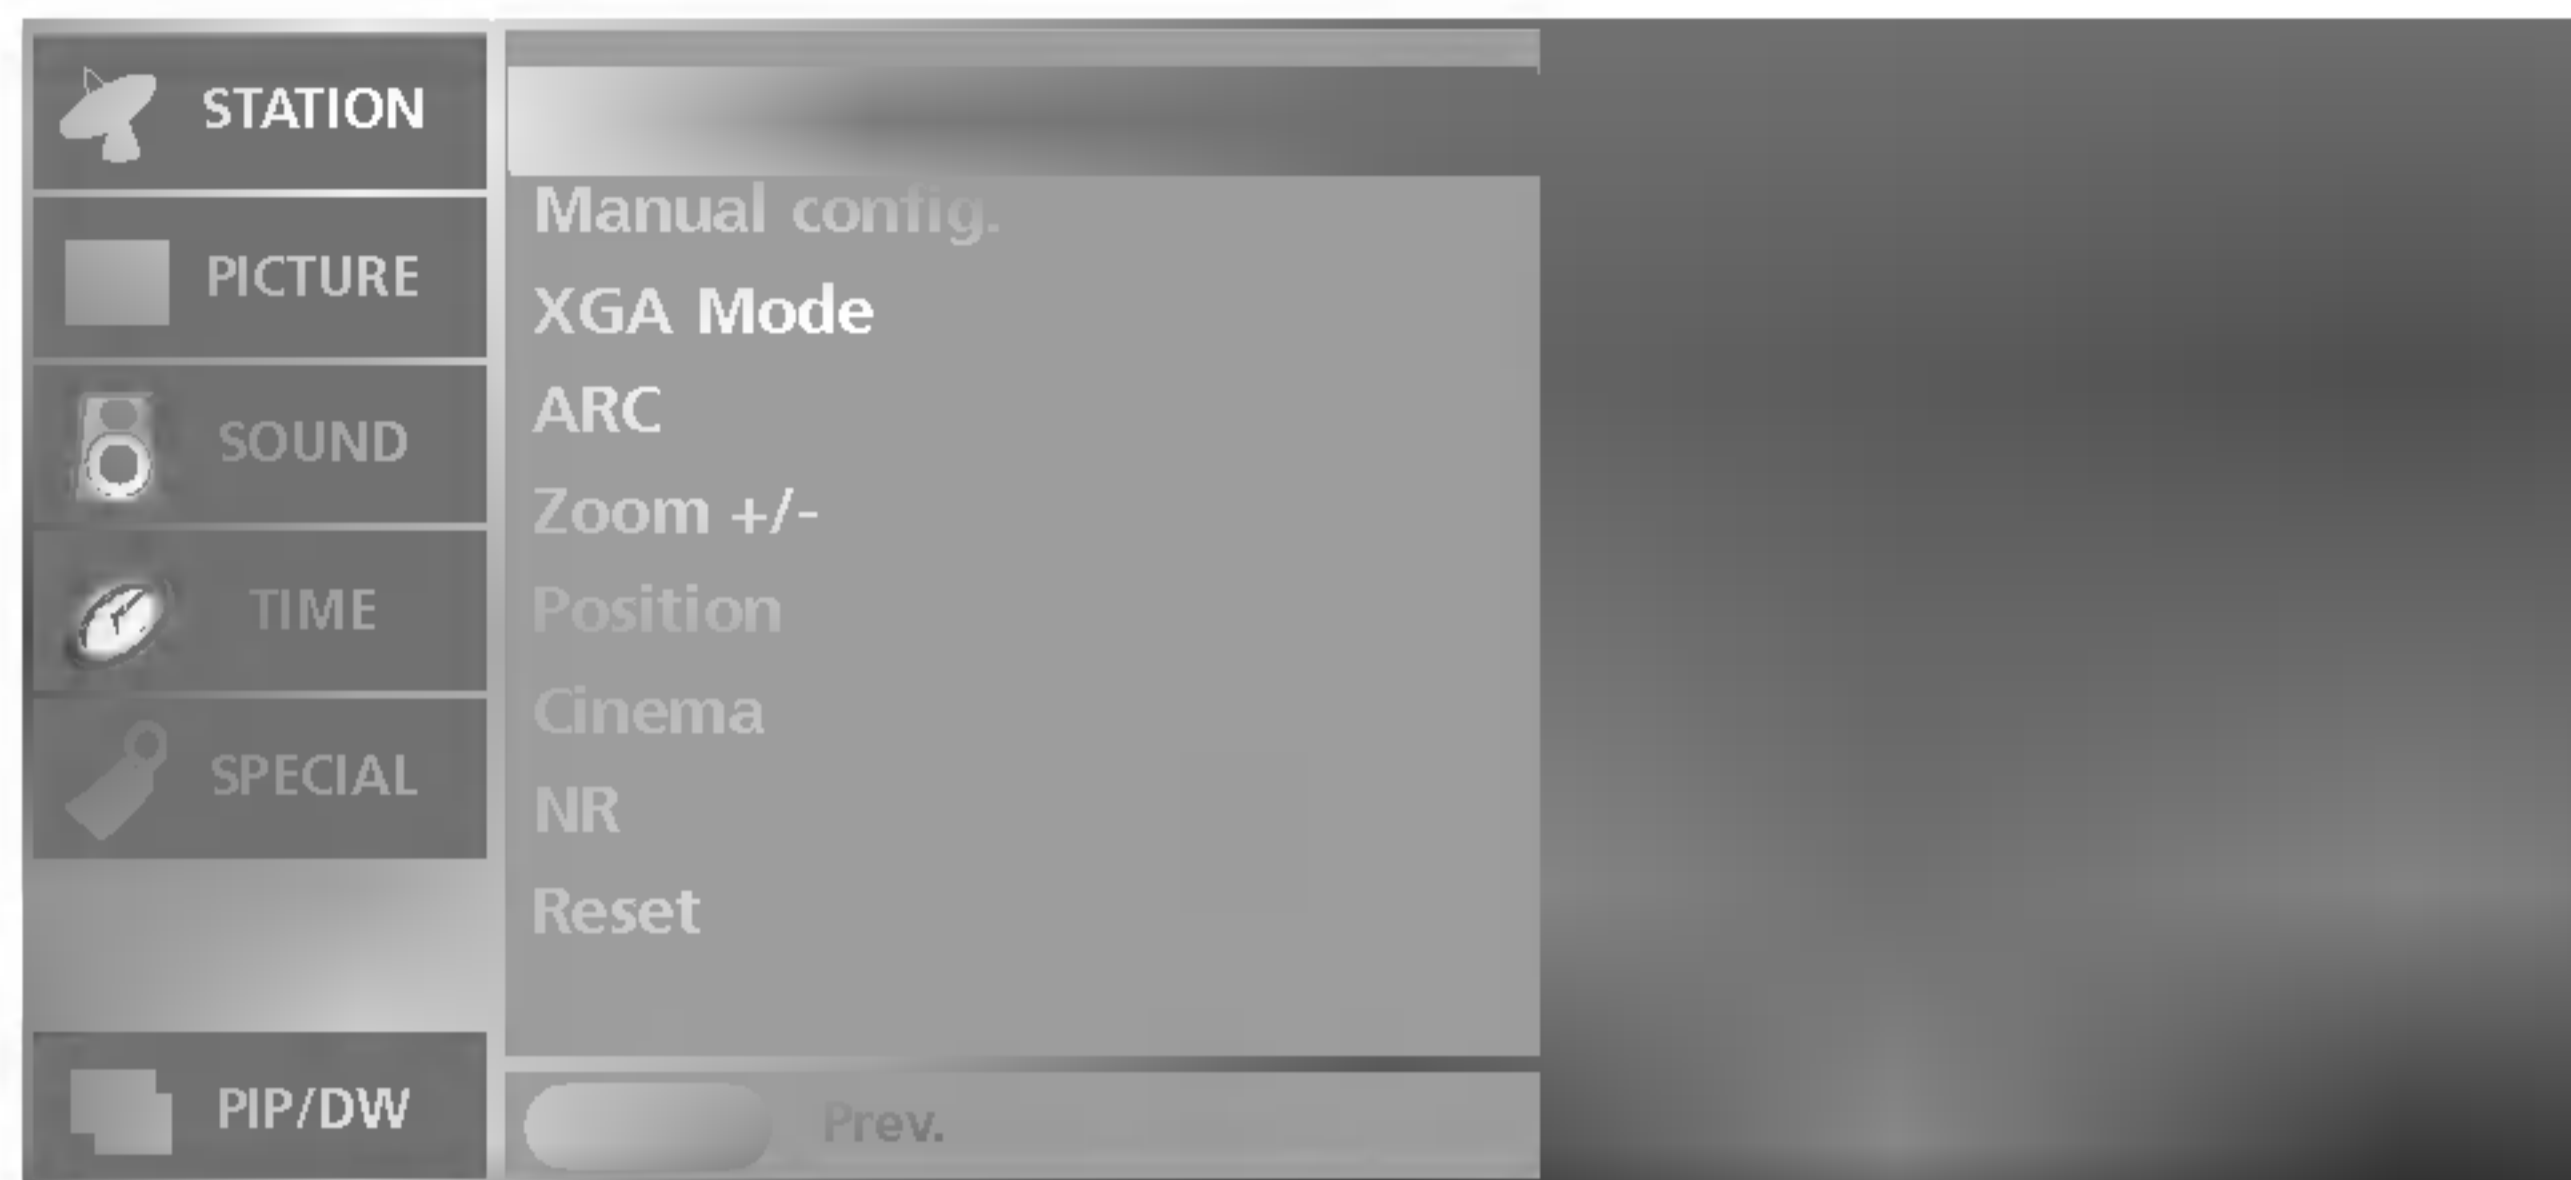 STATION
PICTURE
SOUND
TIME
SPECIAL
PIP/DW
Manual config.
XGA Mode
ARC
Zoom +/-
Position
Cinema
NR
Reset
Prev.